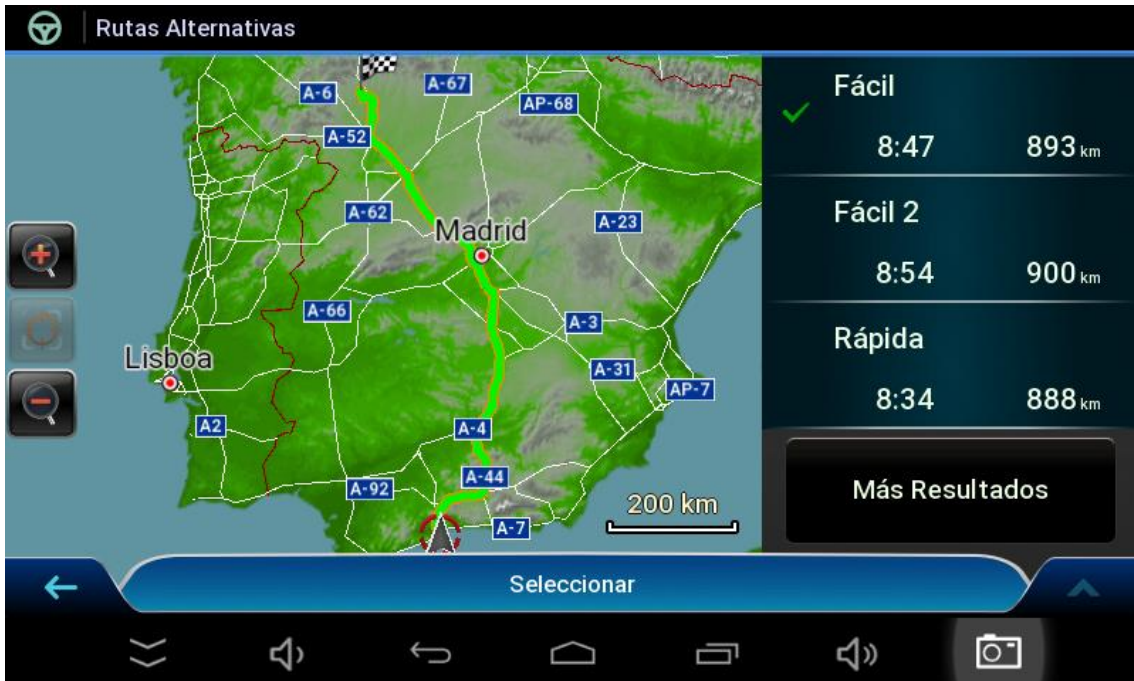 Rutas Alternativas
A-6
A-67
AP-68
A-52
A-62
Madrid
A-23
A-66
A-3
Lisboa
A-31
AP-7
A2
A-4
A-44
A-92
200 km
A-7
Fácil
8:47 893 km
Fácil 2
8:54 900 km
Rápida
8:34 888 km
Más Resultados
Seleccionar